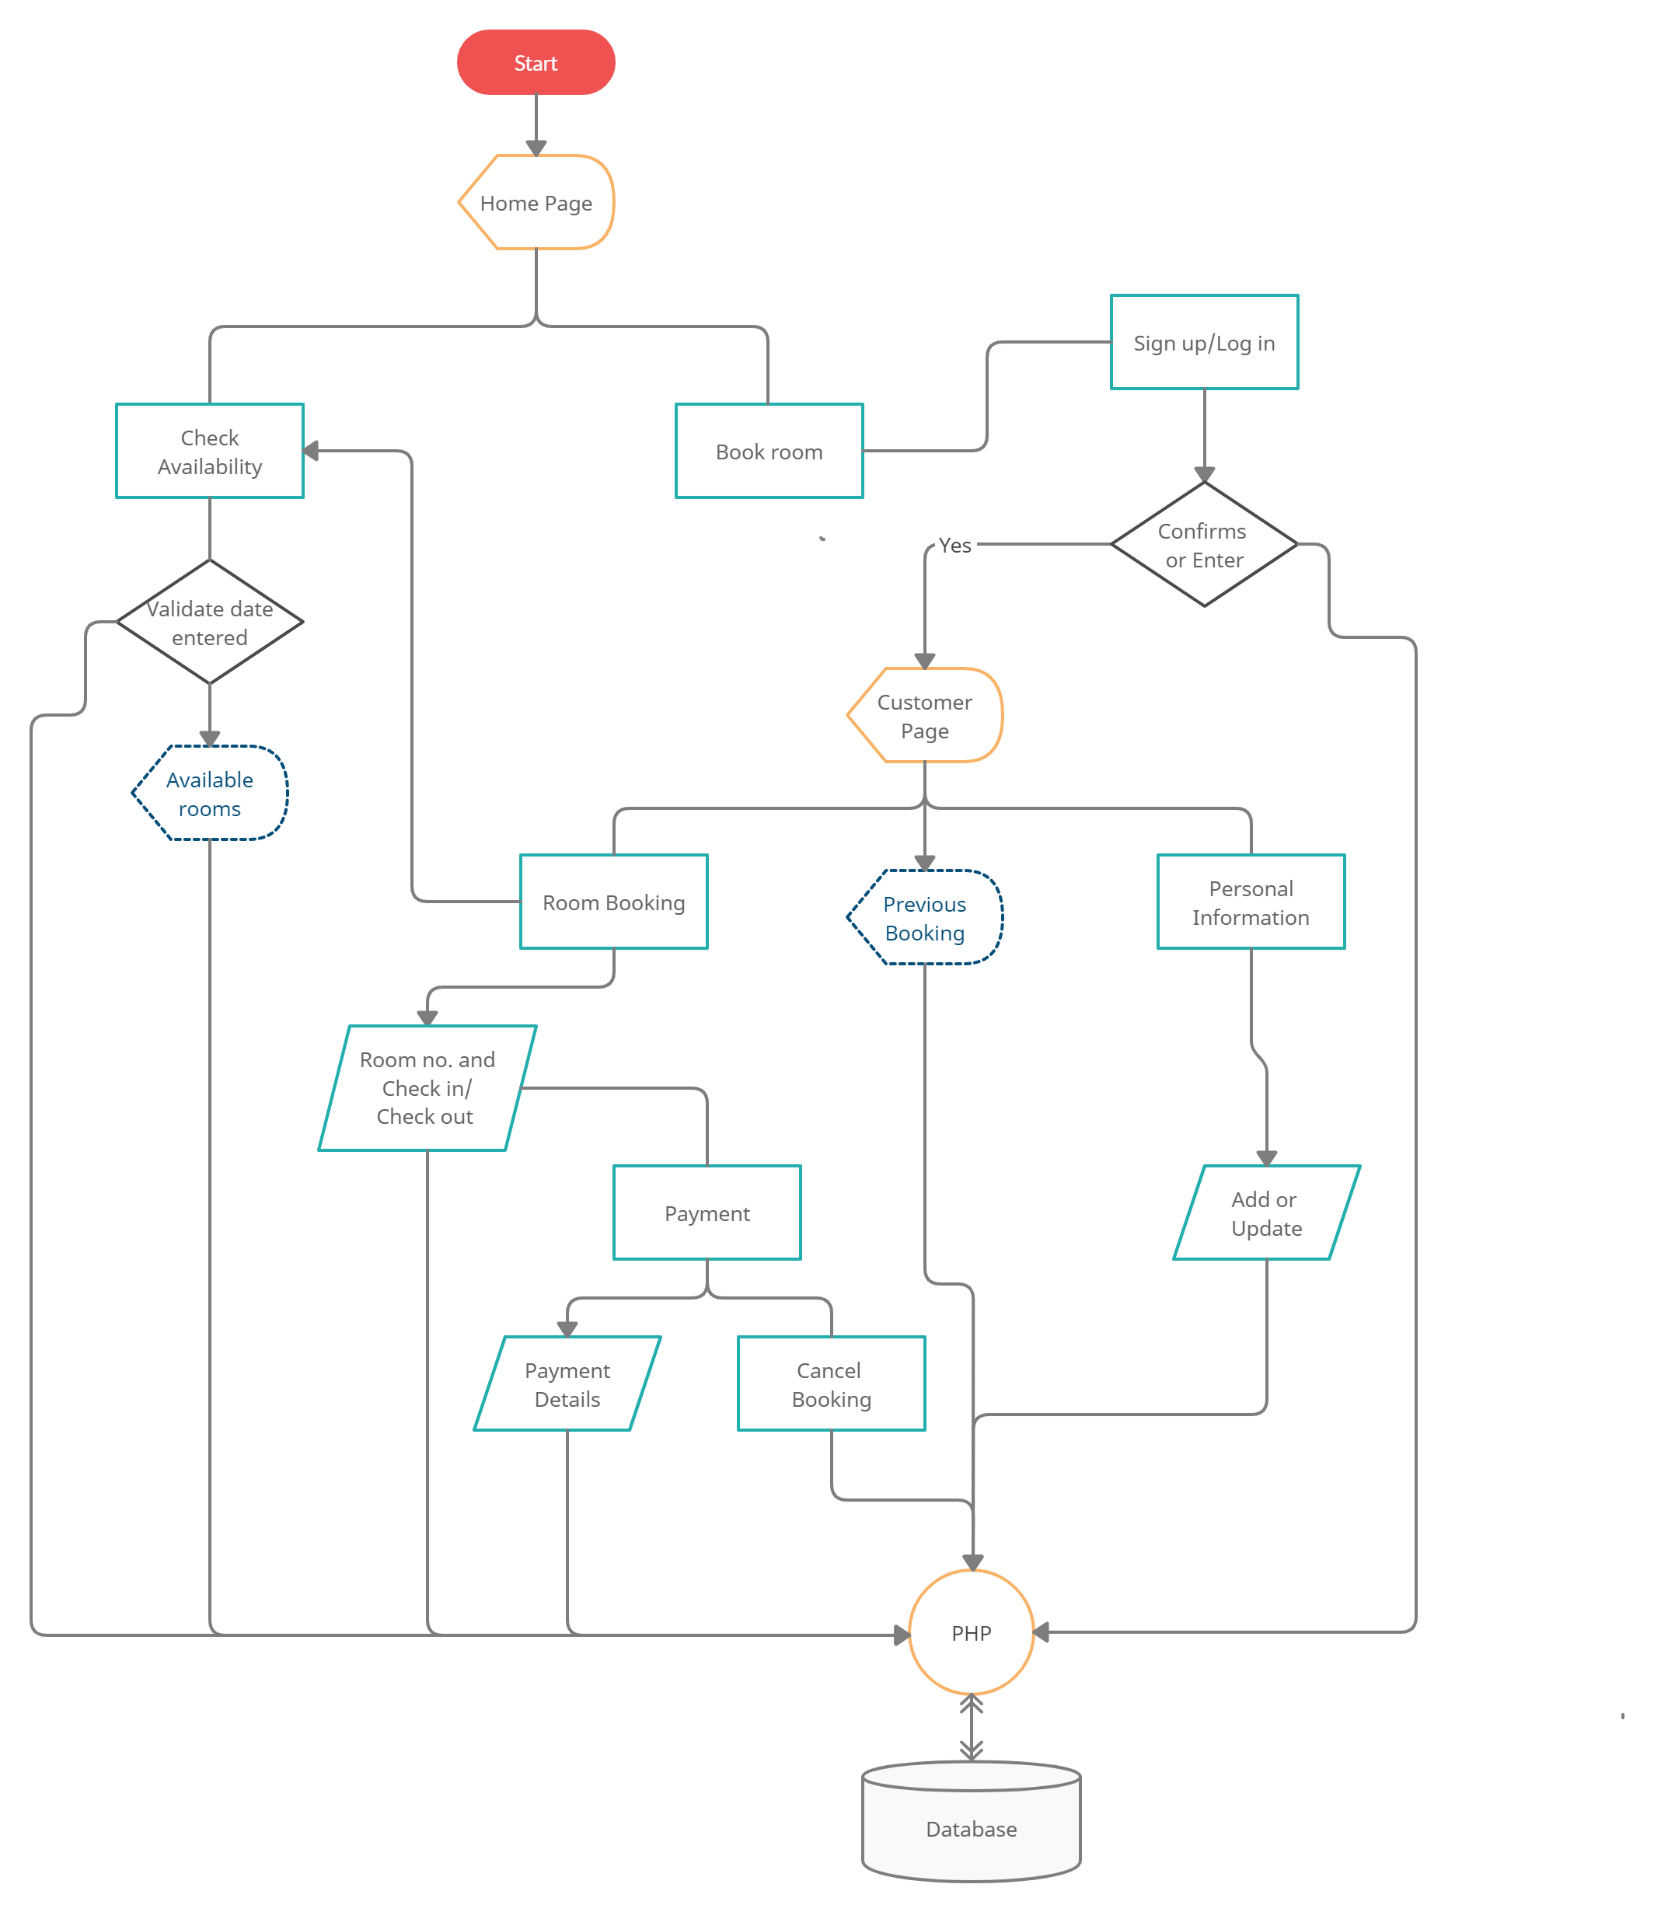 Start
Home Page
Sign up/Log in
Check
Availability
Book room
Confirms
or Enter
Yes
Validate date
entered
Customer
Page
Available
rooms
Room Booking
Previous
Booking
Personal
Information
Room no. and
Check in/
Check out
Payment
Add or
Update
Payment
Details
Cancel
Booking
PHP
Database